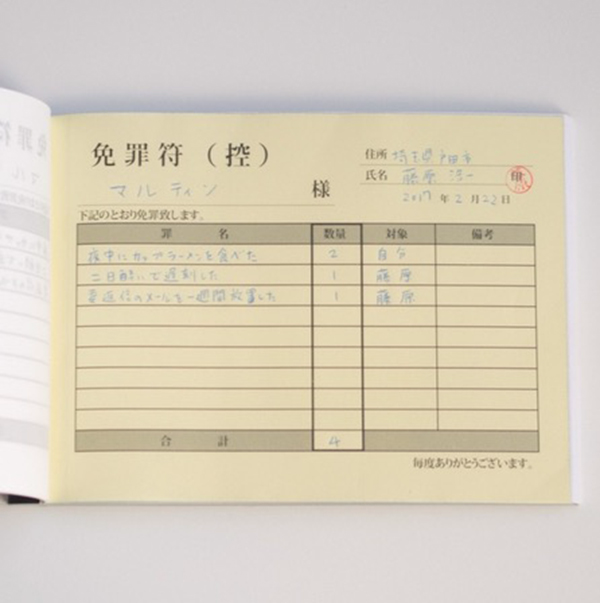 免罪符（控）
住所 埼玉県戸田市
氏名 藤原 浩一 印
マルティン 様
2017年2月22日
下記のとおり免罪致します。
罪名 数量 対象 備考
夜中にカップラーメンを食べた 2 自分
二日酔いで遅刻した 1 藤原
要返信のメールを一週間放置した 1 藤原
合計 4
毎度ありがとうございます。